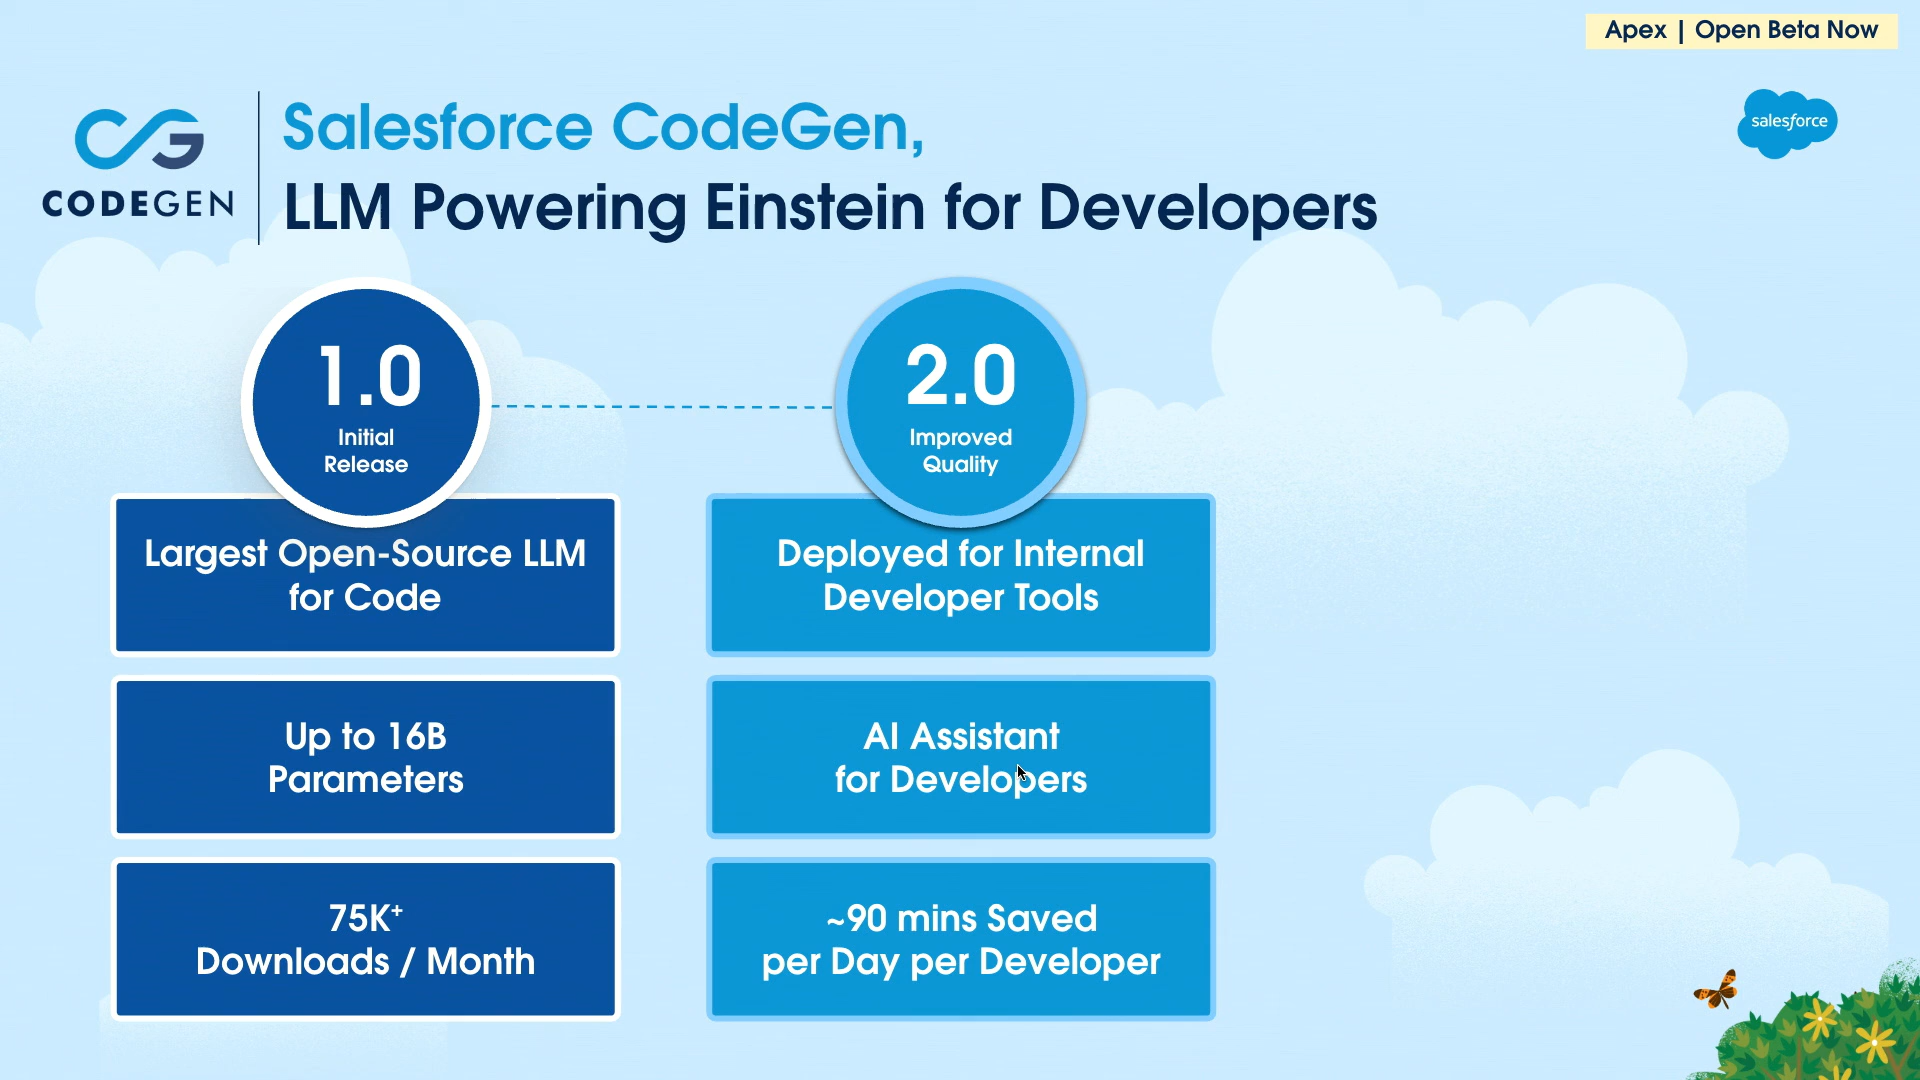 Apex | Open Beta Now
CODEGEN
Salesforce CodeGen,
LLM Powering Einstein for Developers
salesforce
1.0
Initial
Release
Largest Open-Source LLM
for Code
Up to 16B
Parameters
75K+
Downloads / Month
2.0
Improved
Quality
Deployed for Internal
Developer Tools
AI Assistant
for Developers
~90 mins Saved
per Day per Developer